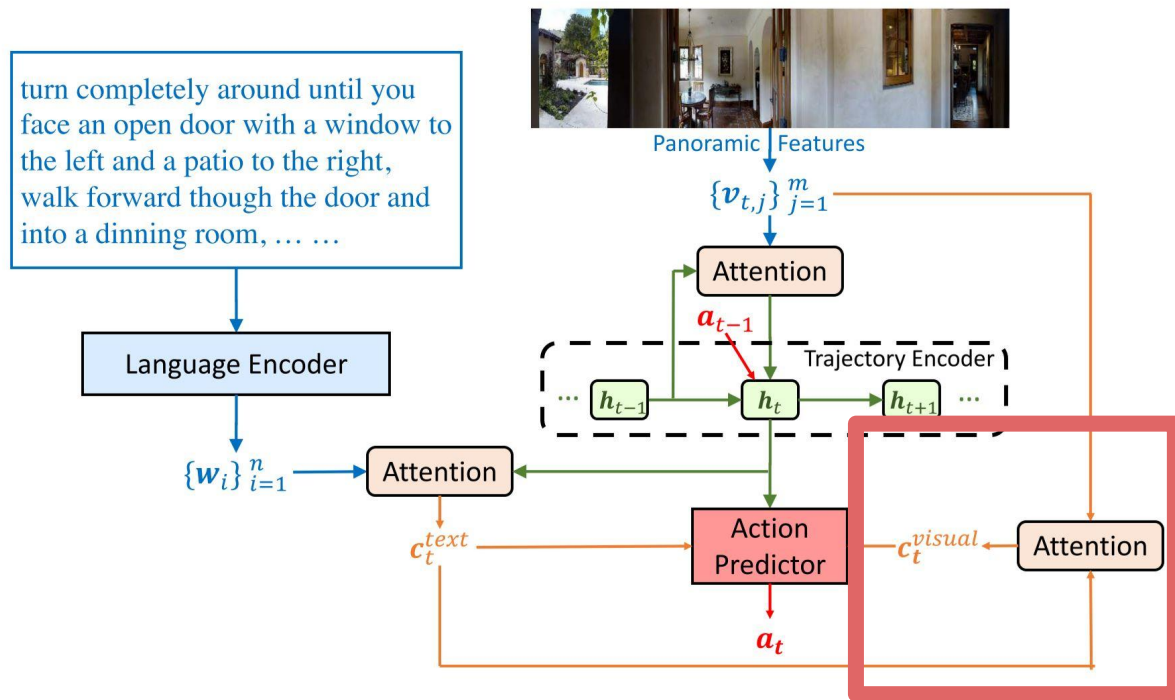 turn completely around until you
face an open door with a window to
the left and a patio to the right,
walk forward though the door and
into a dinning room, … …
Panoramic Features
{v_{t,j}}_{j=1}^{m}
Attention
a_{t−1}
Trajectory Encoder
Language Encoder
… h_{t−1} h_t h_{t+1} …
{w_i}_{i=1}^{n}
Attention
Action
Predictor
c_t^{text}
c_t^{visual}
Attention
a_t